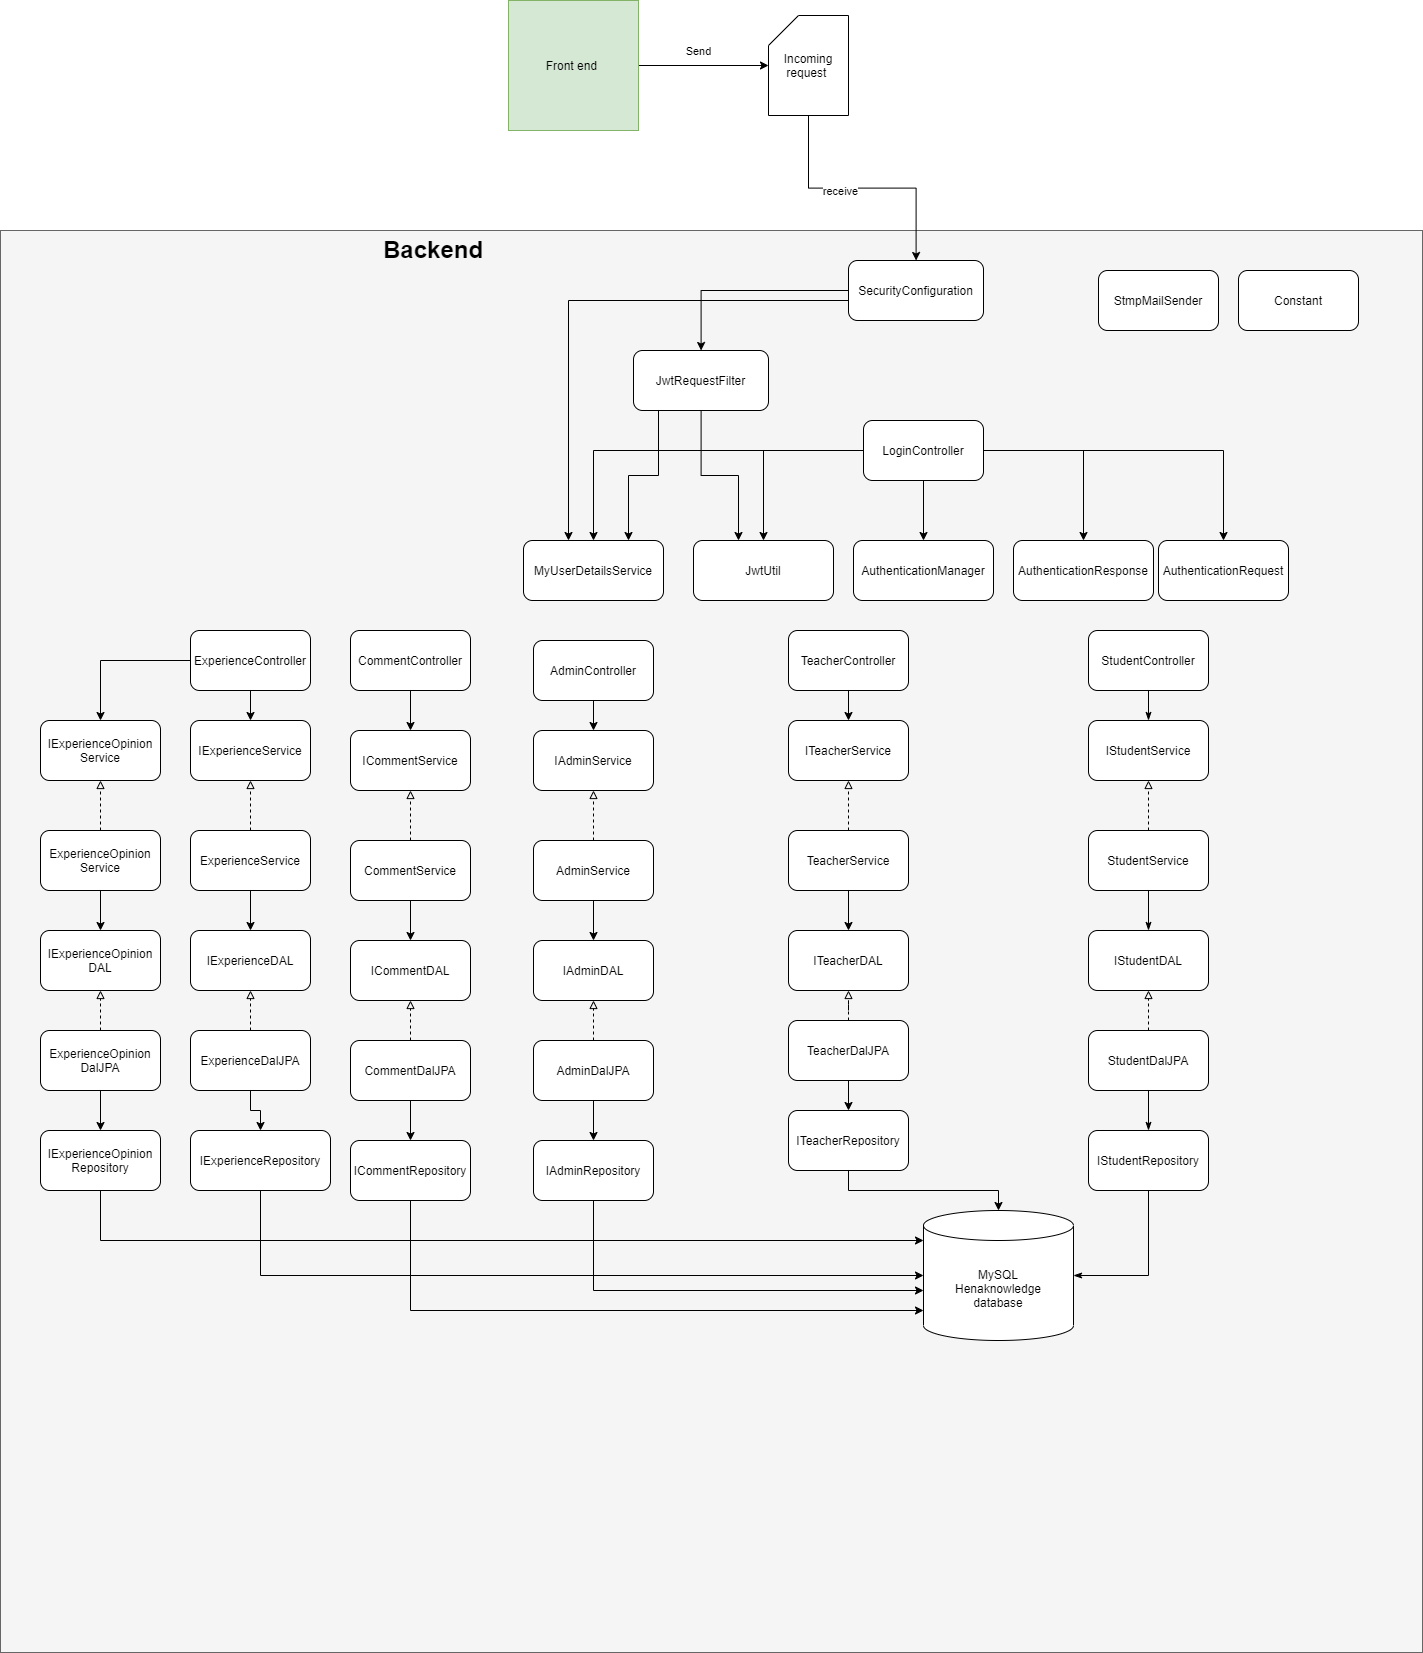 Front end
Send
Incoming
request
receive
Backend
SecurityConfiguration
StmpMailSender
Constant
JwtRequestFilter
LoginController
MyUserDetailsService
JwtUtil
AuthenticationManager
AuthenticationResponse
AuthenticationRequest
ExperienceController
CommentController
AdminController
TeacherController
StudentController
IExperienceOpinion
Service
IExperienceService
ICommentService
IAdminService
ITeacherService
IStudentService
ExperienceOpinion
Service
ExperienceService
CommentService
AdminService
TeacherService
StudentService
IExperienceOpinion
DAL
IExperienceDAL
ICommentDAL
IAdminDAL
ITeacherDAL
IStudentDAL
ExperienceOpinion
DalJPA
ExperienceDalJPA
CommentDalJPA
AdminDalJPA
TeacherDalJPA
StudentDalJPA
IExperienceOpinion
Repository
IExperienceRepository
ICommentRepository
IAdminRepository
ITeacherRepository
IStudentRepository
MySQL
Henaknowledge
database